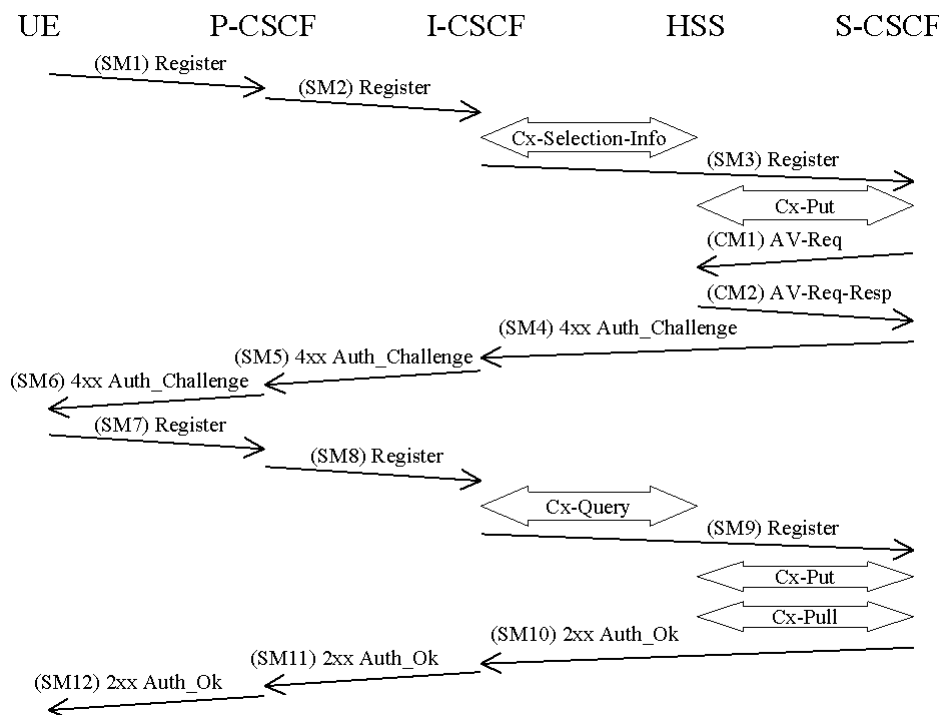 UE P-CSCF I-CSCF HSS S-CSCF
(SM1) Register
(SM2) Register
Cx-Selection-Info
(SM3) Register
Cx-Put
(CM1) AV-Req
(CM2) AV-Req-Resp
(SM4) 4xx Auth_Challenge
(SM5) 4xx Auth_Challenge
(SM6) 4xx Auth_Challenge
(SM7) Register
(SM8) Register
Cx-Query
(SM9) Register
Cx-Put
Cx-Pull
(SM10) 2xx Auth_Ok
(SM11) 2xx Auth_Ok
(SM12) 2xx Auth_Ok